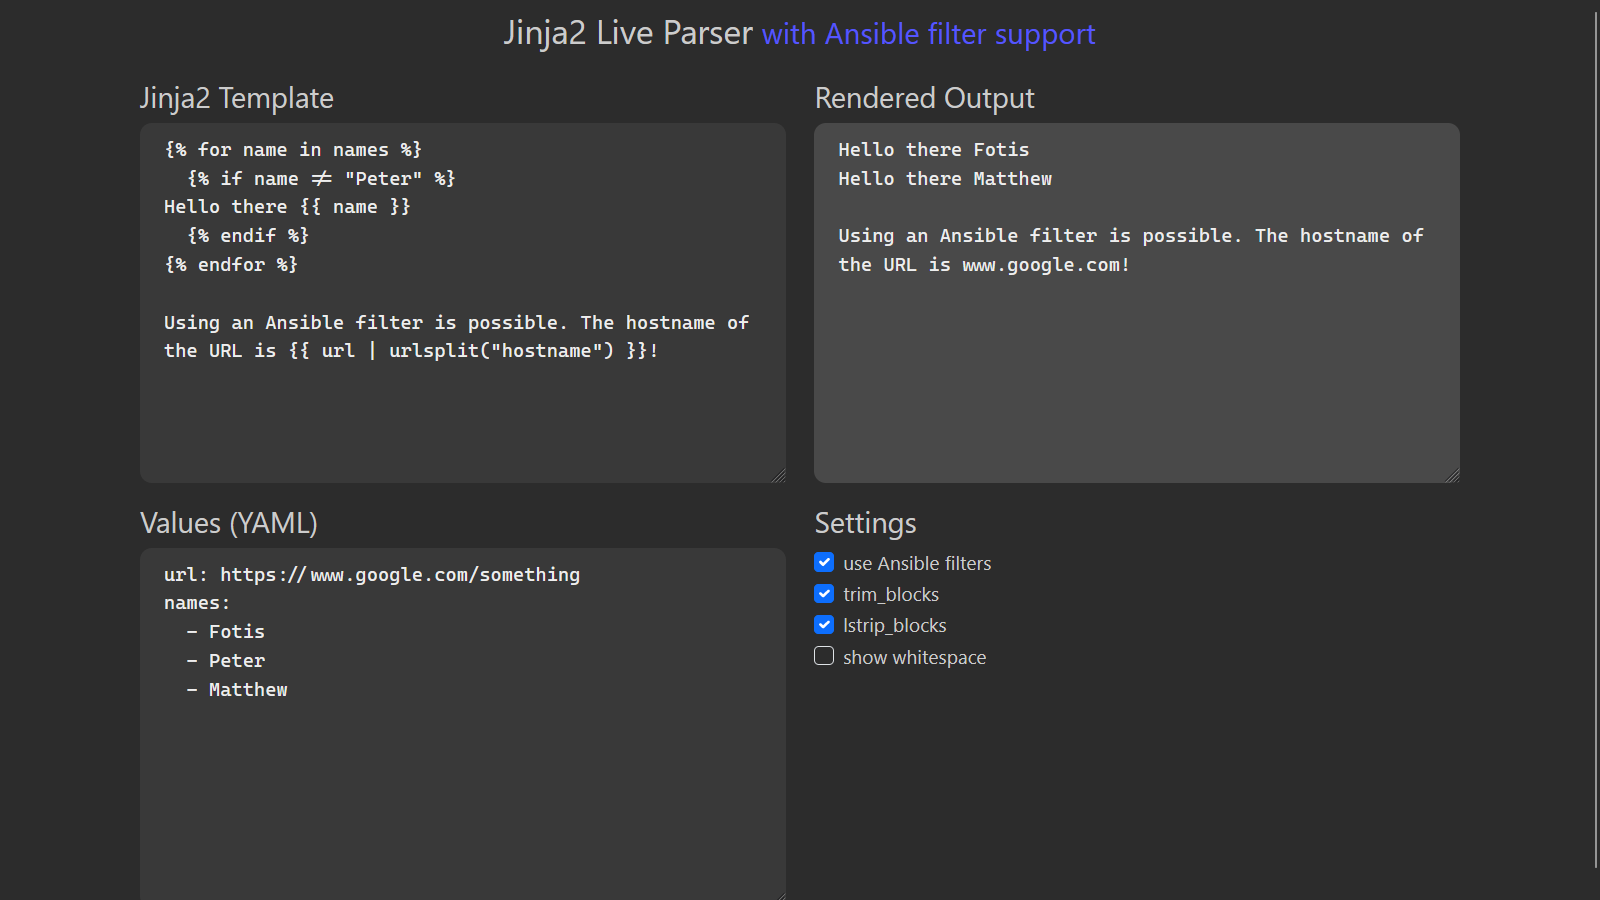 Jinja2 Live Parser with Ansible filter support
Jinja2 Template
{% for name in names %}
  {% if name != "Peter" %}
Hello there {{ name }}
  {% endif %}
{% endfor %}

Using an Ansible filter is possible. The hostname of
the URL is {{ url | urlsplit("hostname") }}!
Rendered Output
Hello there Fotis
Hello there Matthew

Using an Ansible filter is possible. The hostname of
the URL is www.google.com!
Values (YAML)
url: https://www.google.com/something
names:
  - Fotis
  - Peter
  - Matthew
Settings
use Ansible filters
trim_blocks
lstrip_blocks
show whitespace